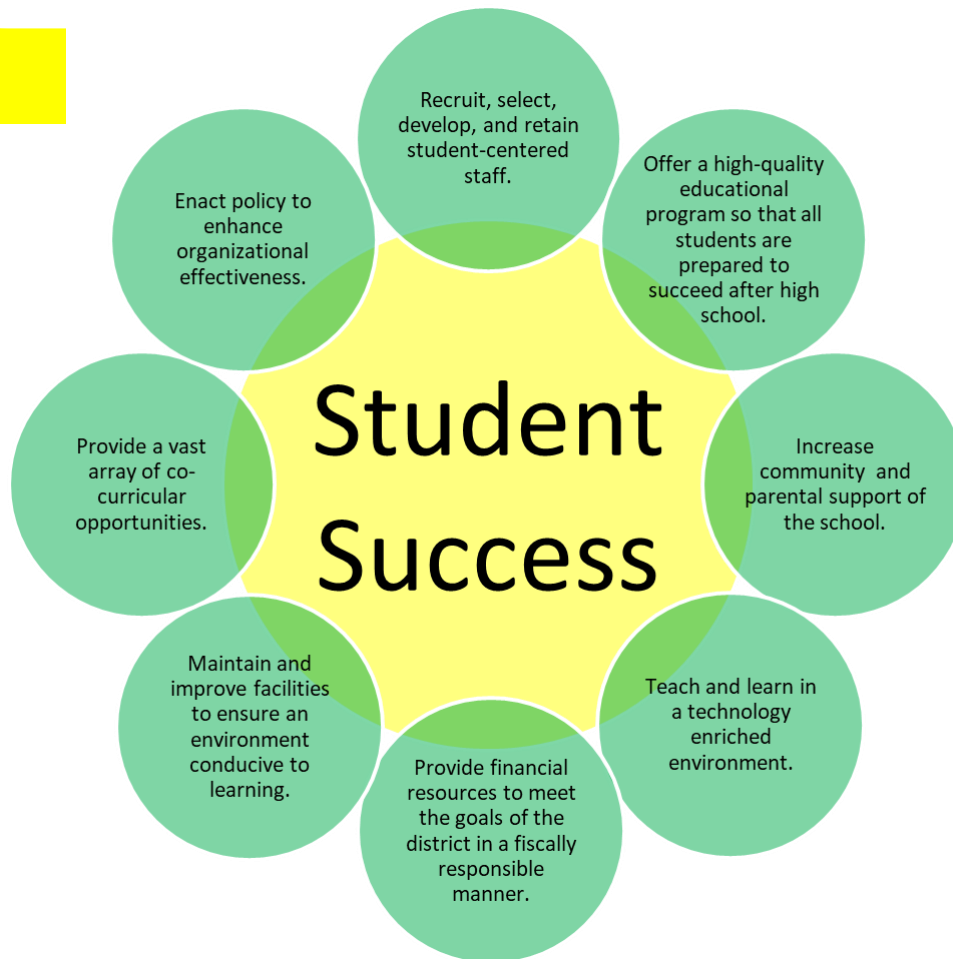 Recruit, select,
develop, and retain
student-centered
staff.
Offer a high-quality
educational
program so that all
students are
prepared to
succeed after high
school.
Increase
community  and
parental support of
the school.
Teach and learn in
a technology
enriched
environment.
Provide financial
resources to meet
the goals of the
district in a fiscally
responsible
manner.
Maintain and
improve facilities
to ensure an
environment
conducive to
learning.
Provide a vast
array of co-
curricular
opportunities.
Enact policy to
enhance
organizational
effectiveness.
Student
Success